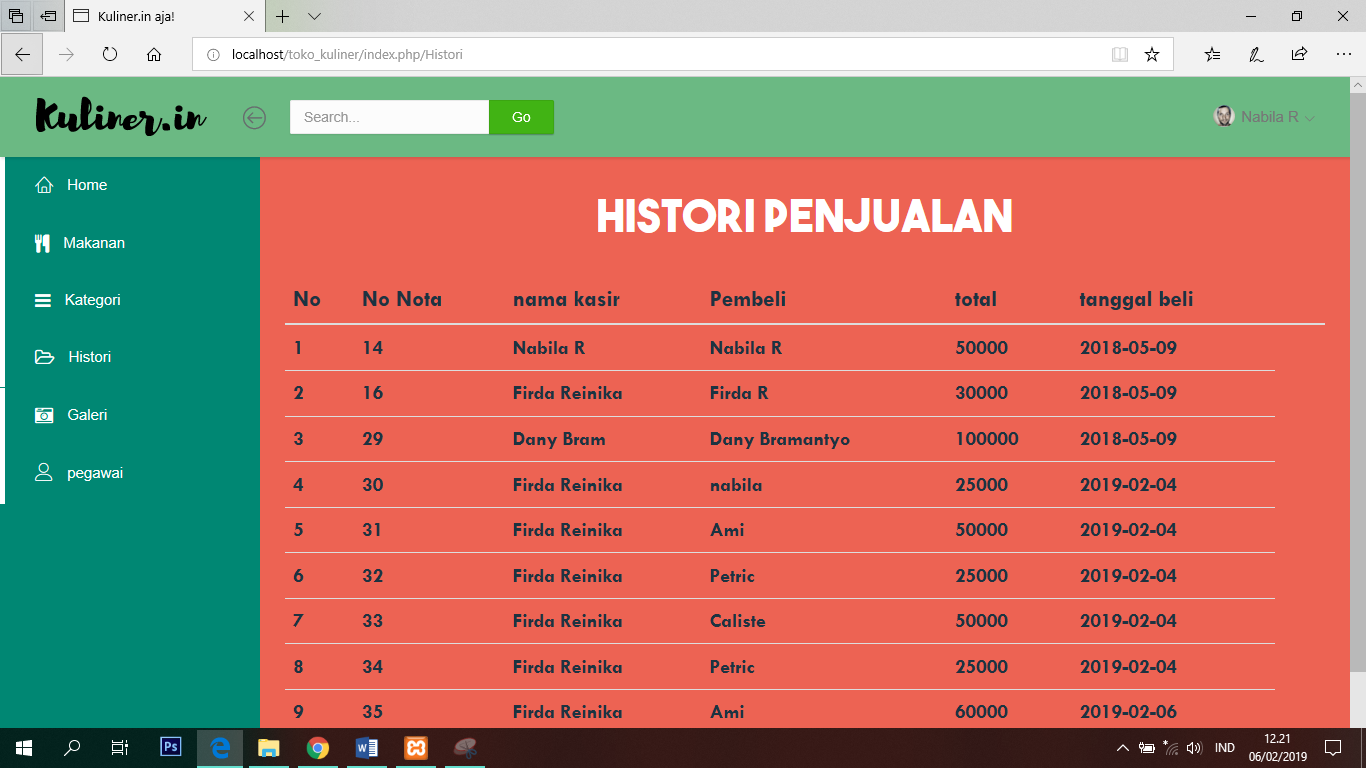 Kuliner.in aja!
localhost/toko_kuliner/index.php/Histori
Kuliner.in
Search...
Go
Nabila R
Home
Makanan
Kategori
Histori
Galeri
pegawai
HISTORI PENJUALAN
No No Nota nama kasir Pembeli total tanggal beli
1 14 Nabila R Nabila R 50000 2018-05-09
2 16 Firda Reinika Firda R 30000 2018-05-09
3 29 Dany Bram Dany Bramantyo 100000 2018-05-09
4 30 Firda Reinika nabila 25000 2019-02-04
5 31 Firda Reinika Ami 50000 2019-02-04
6 32 Firda Reinika Petric 25000 2019-02-04
7 33 Firda Reinika Caliste 50000 2019-02-04
8 34 Firda Reinika Petric 25000 2019-02-04
9 35 Firda Reinika Ami 60000 2019-02-06
Ps
IND
12.21
06/02/2019